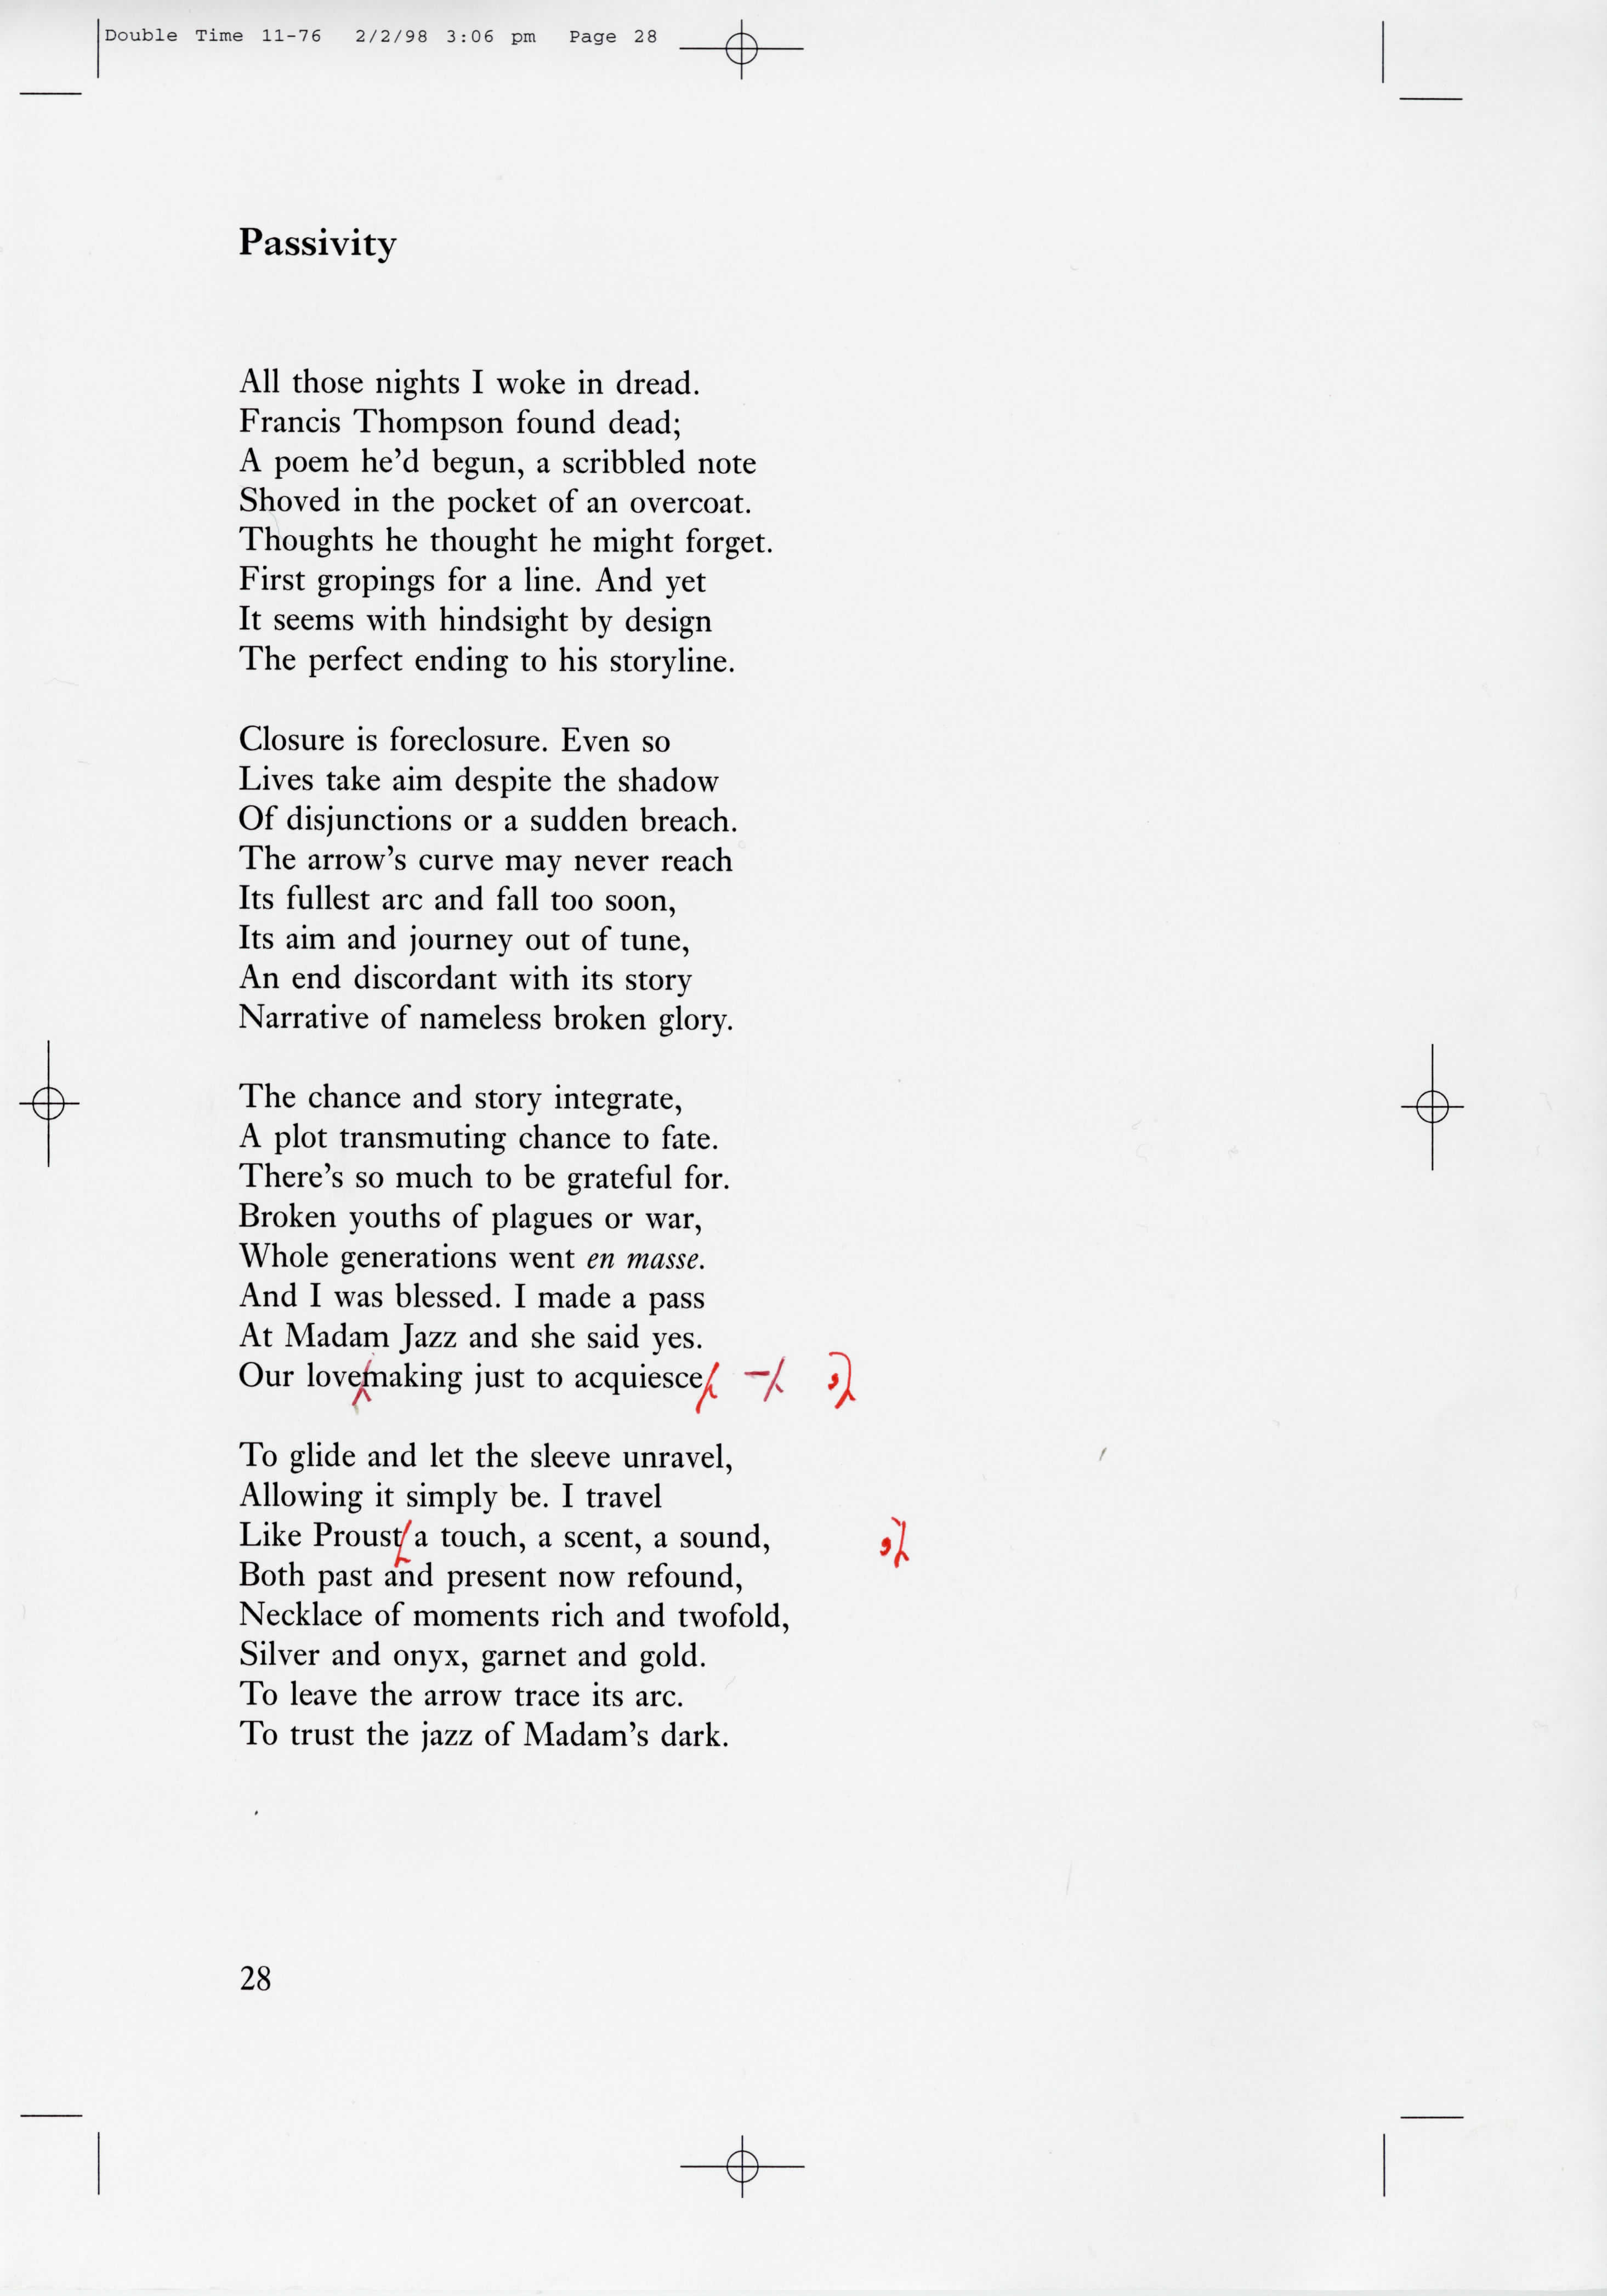 Double Time 11-76 2/2/98 3:06 pm Page 28
Passivity
All those nights I woke in dread.
Francis Thompson found dead;
A poem he’d begun, a scribbled note
Shoved in the pocket of an overcoat.
Thoughts he thought he might forget.
First gropings for a line. And yet
It seems with hindsight by design
The perfect ending to his storyline.
Closure is foreclosure. Even so
Lives take aim despite the shadow
Of disjunctions or a sudden breach.
The arrow’s curve may never reach
Its fullest arc and fall too soon,
Its aim and journey out of tune,
An end discordant with its story
Narrative of nameless broken glory.
The chance and story integrate,
A plot transmuting chance to fate.
There’s so much to be grateful for.
Broken youths of plagues or war,
Whole generations went en masse.
And I was blessed. I made a pass
At Madam Jazz and she said yes.
Our lovemaking just to acquiesce
To glide and let the sleeve unravel,
Allowing it simply be. I travel
Like Proust a touch, a scent, a sound,
Both past and present now refound,
Necklace of moments rich and twofold,
Silver and onyx, garnet and gold.
To leave the arrow trace its arc.
To trust the jazz of Madam’s dark.
28